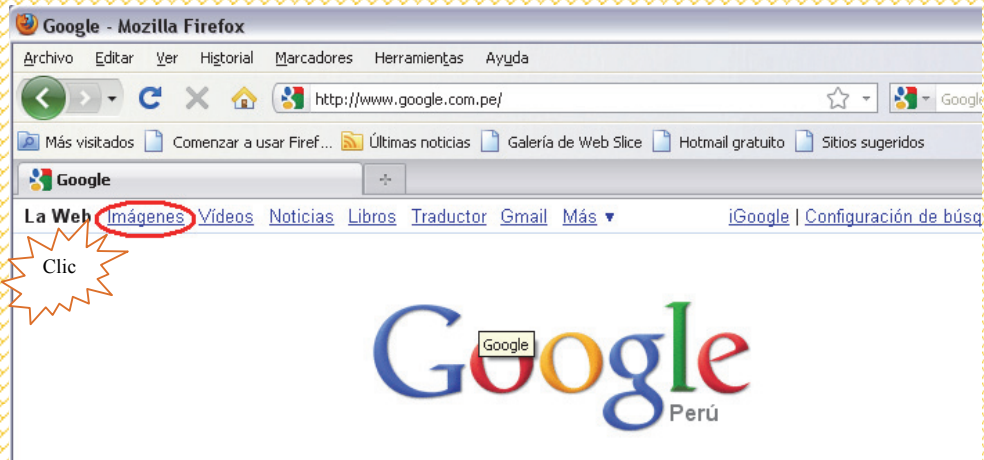 Google - Mozilla Firefox
Archivo Editar Ver Historial Marcadores Herramientas Ayuda
http://www.google.com.pe/ Google
Más visitados Comenzar a usar Firef... Últimas noticias Galería de Web Slice Hotmail gratuito Sitios sugeridos
Google
La Web Imágenes Vídeos Noticias Libros Traductor Gmail Más ▼ iGoogle | Configuración de búsq
Clic
Google
Google
Perú